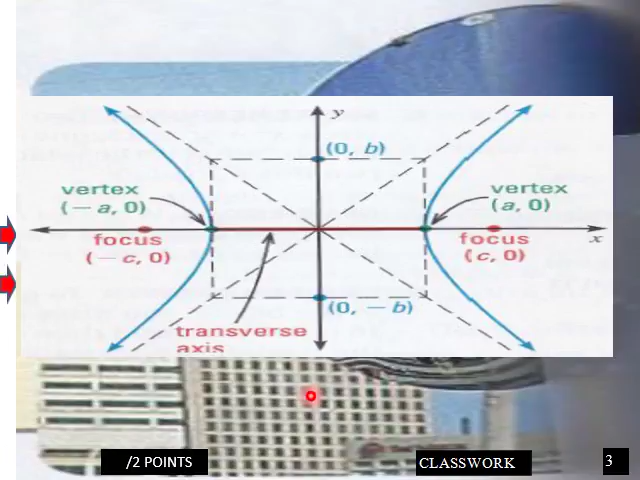 y
(0, b)
vertex
(−a, 0)
vertex
(a, 0)
x
focus
(−c, 0)
focus
(c, 0)
(0, −b)
transverse
axis
/2 POINTS
CLASSWORK
3